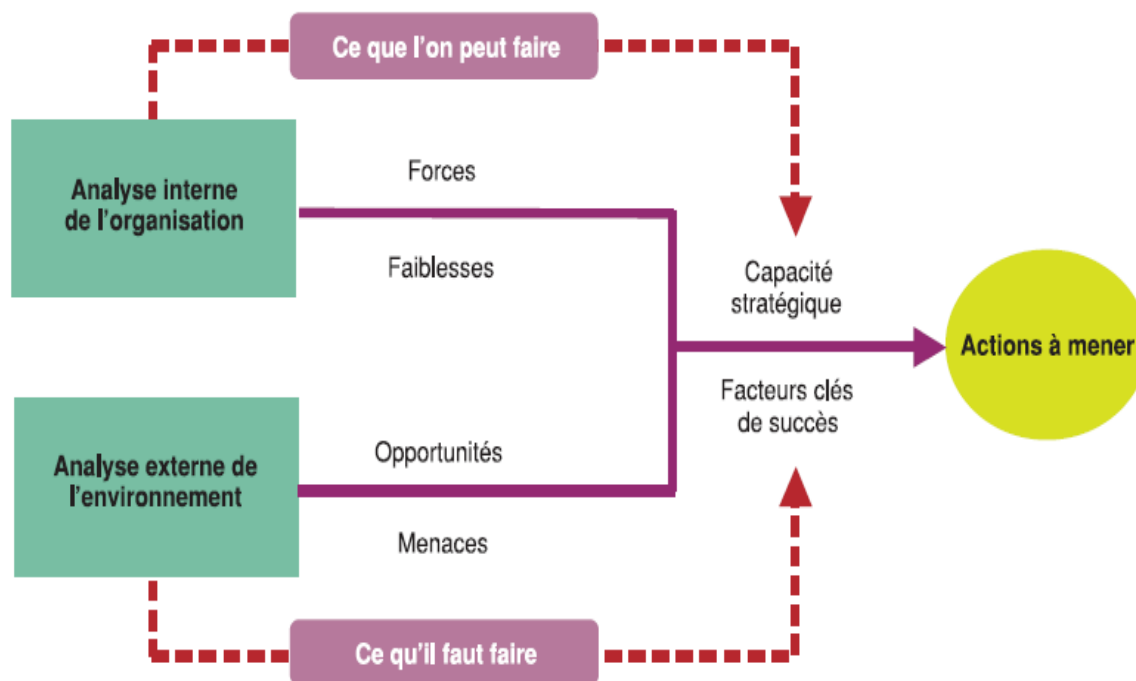 Ce que l'on peut faire
Analyse interne
de l'organisation
Forces
Faiblesses
Capacité
stratégique
Actions à mener
Facteurs clés
de succès
Analyse externe de
l'environnement
Opportunités
Menaces
Ce qu'il faut faire